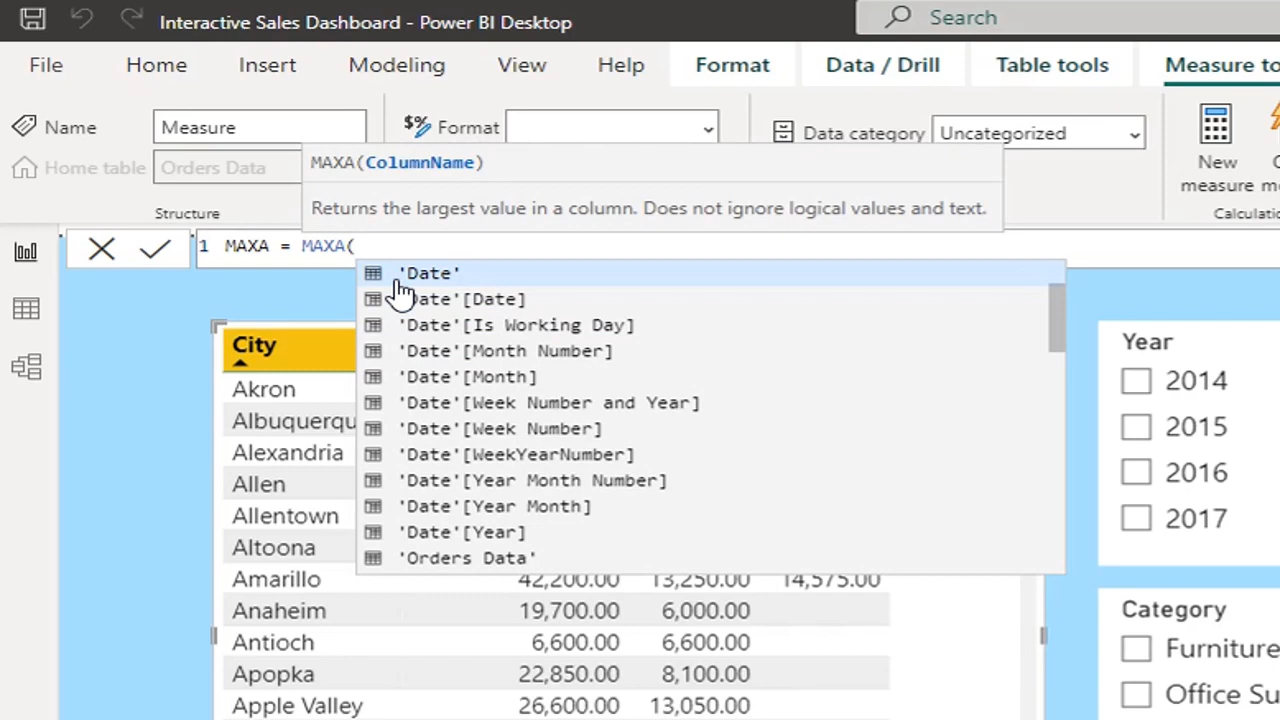 Interactive Sales Dashboard - Power BI Desktop
Search
File Home Insert Modeling View Help Format Data / Drill Table tools Measure to
Name Measure
$% Format
Data category Uncategorized
Home table Orders Data
New measure
Structure
Calculatio
MAXA(ColumnName)
Returns the largest value in a column. Does not ignore logical values and text.
1 MAXA = MAXA(
'Date'
'Date'[Date]
'Date'[Is Working Day]
'Date'[Month Number]
'Date'[Month]
'Date'[Week Number and Year]
'Date'[Week Number]
'Date'[WeekYearNumber]
'Date'[Year Month Number]
'Date'[Year Month]
'Date'[Year]
'Orders Data'
City
Akron
Albuquerqu
Alexandria
Allen
Allentown
Altoona
Amarillo 42,200.00 13,250.00 14,575.00
Anaheim 19,700.00 6,000.00
Antioch 6,600.00 6,600.00
Apopka 22,850.00 8,100.00
Apple Valley 26,600.00 13,050.00
Year
2014
2015
2016
2017
Category
Furniture
Office Su